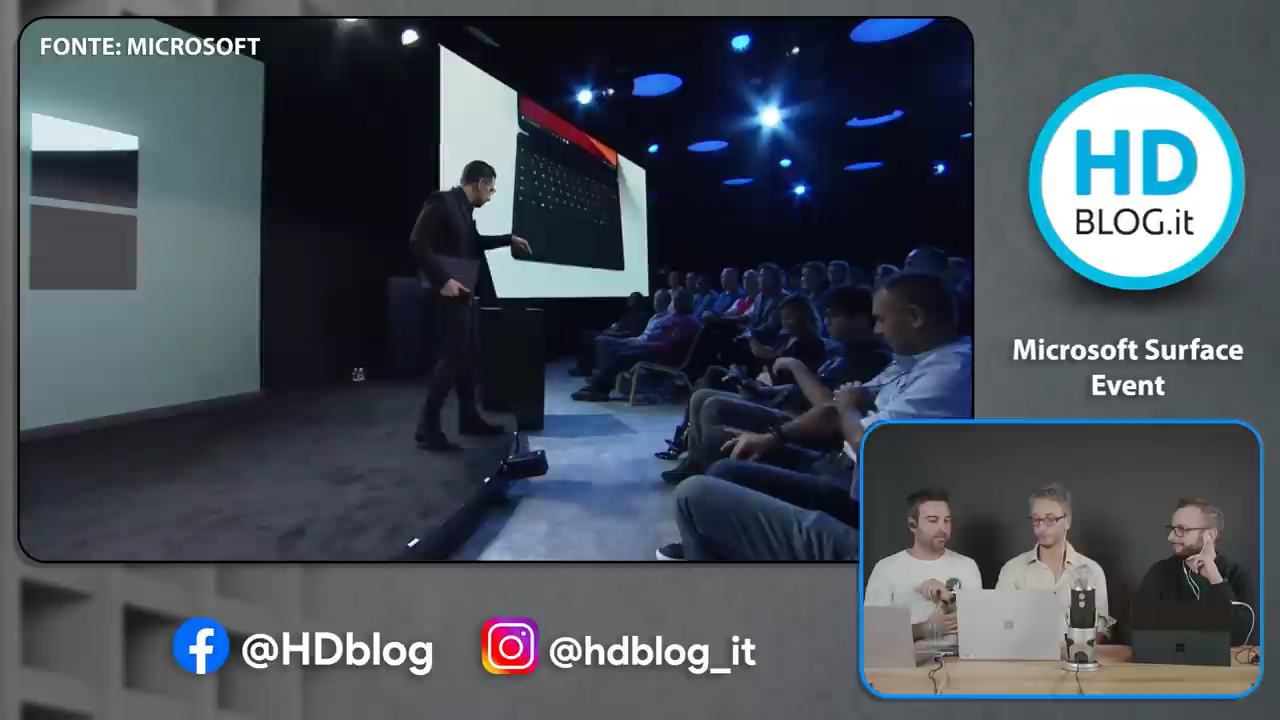 FONTE: MICROSOFT
HD
BLOG.it
Microsoft Surface
Event
@HDblog
@hdblog_it